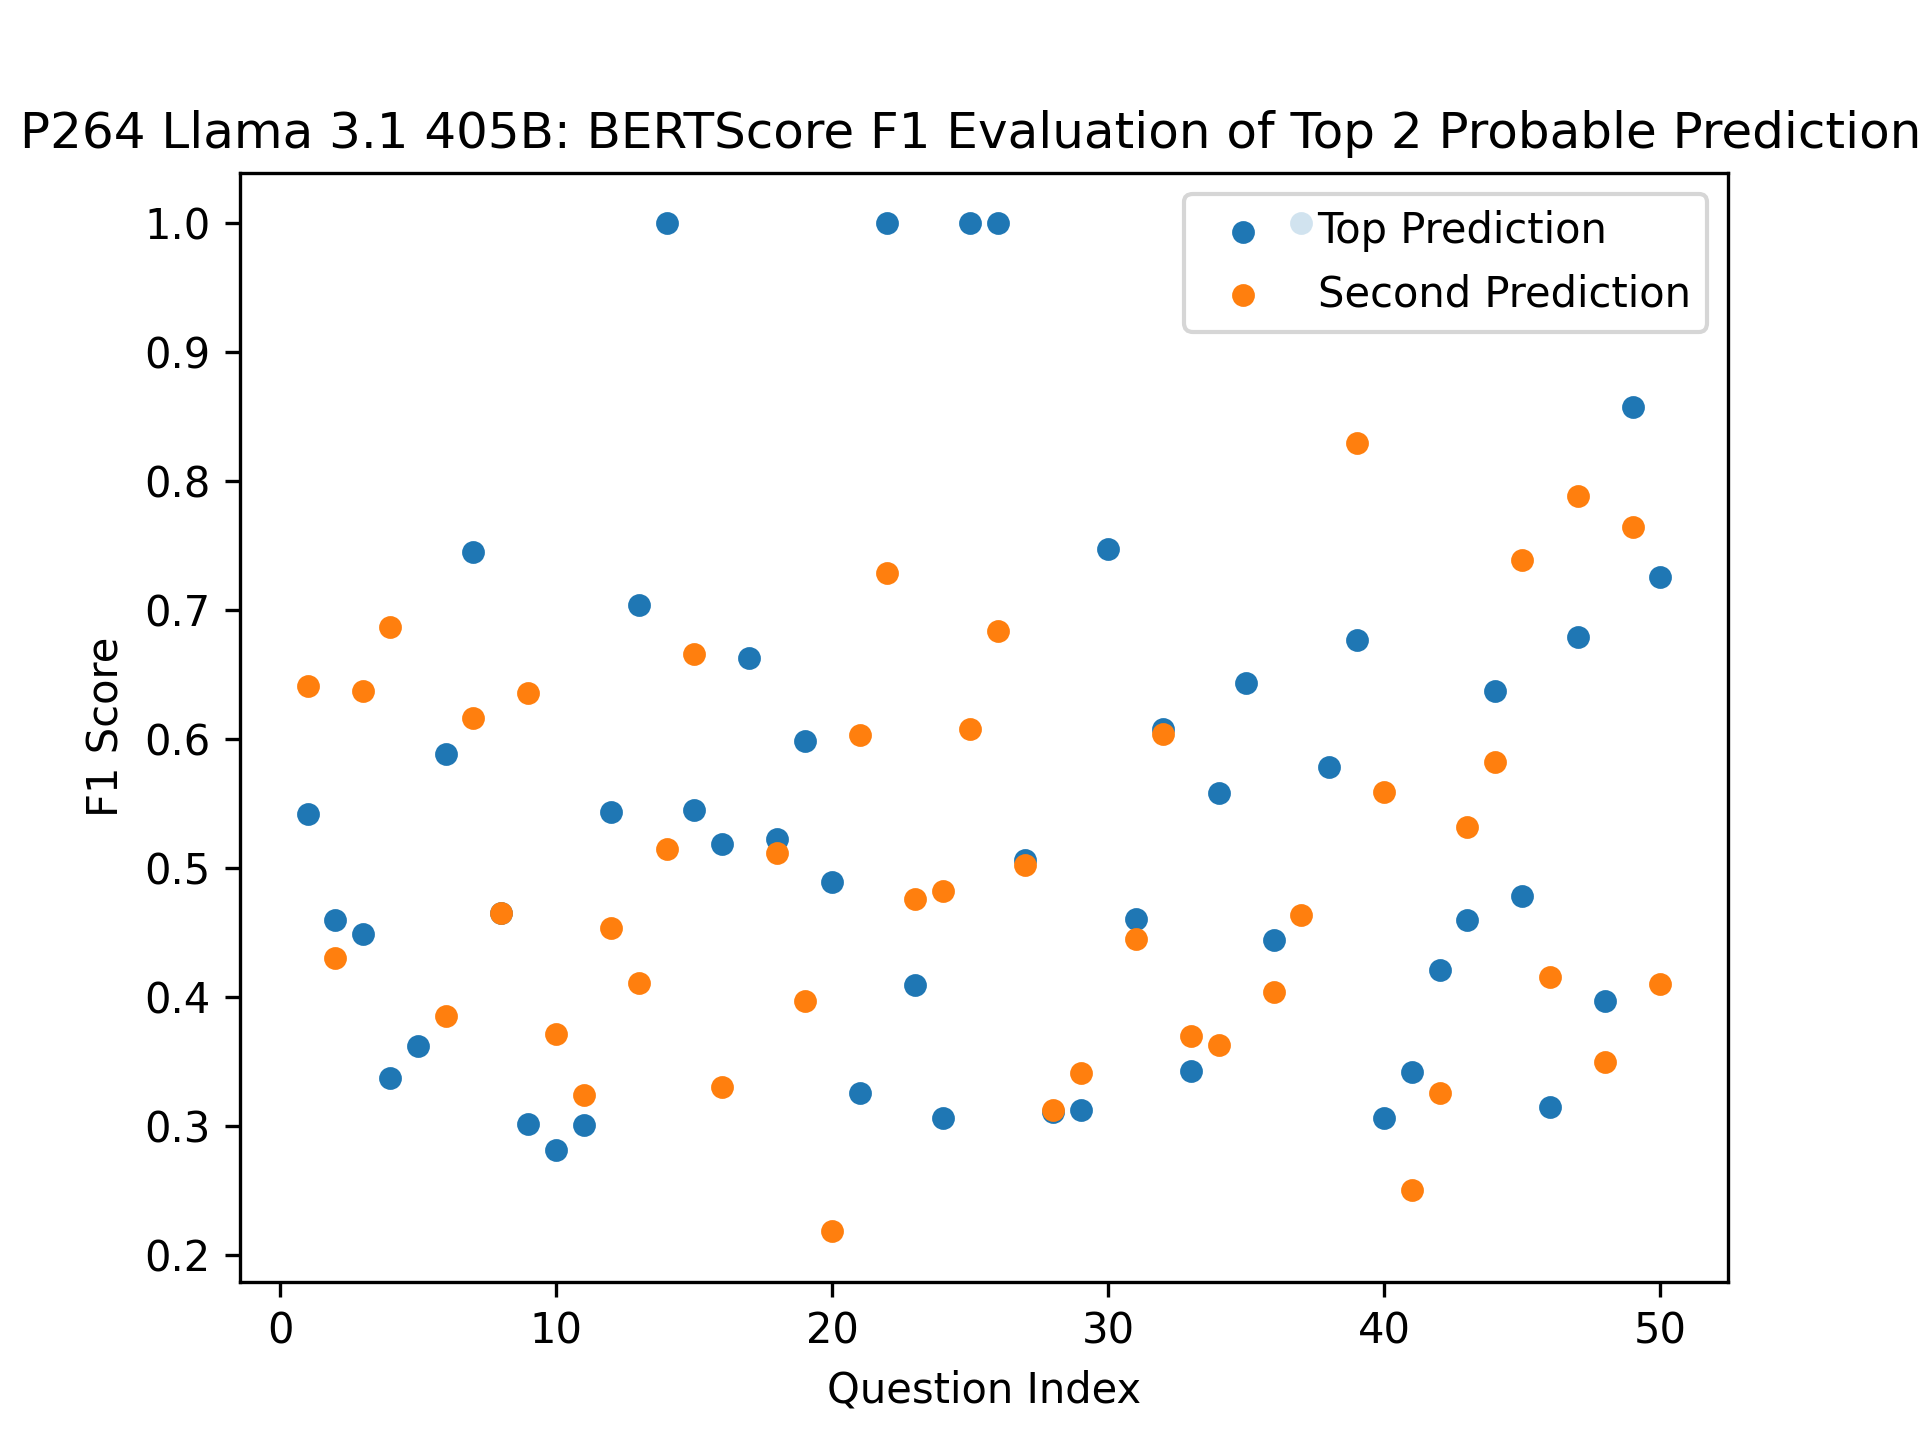 P264 Llama 3.1 405B: BERTScore F1 Evaluation of Top 2 Probable Prediction
Top Prediction
Second Prediction
1.0
0.9
0.8
0.7
0.6
0.5
0.4
0.3
0.2
F1 Score
0 10 20 30 40 50
Question Index